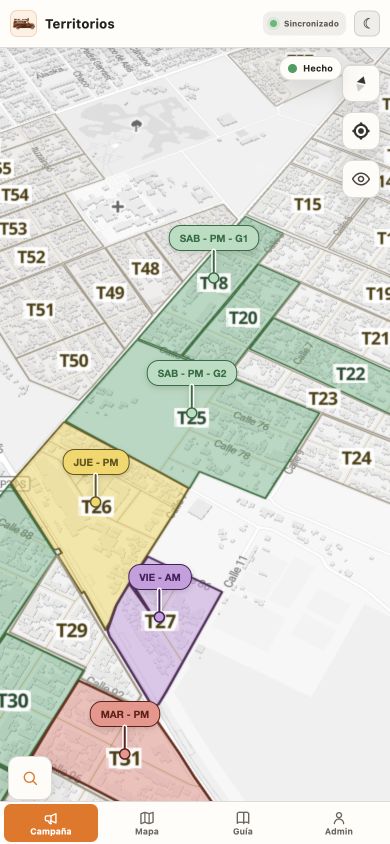 Territorios
Sincronizado
Hecho
T54
T53
T52
T51
T50
T49
T48
T15
SAB - PM - G1
T18
T20
T21
T22
T23
T24
SAB - PM - G2
T25
Calle 76
Calle 78
JUE - PM
T26
VIE - AM
T27
Calle 11
Calle 88
T29
T30
Calle 92
MAR - PM
T31
Campaña
Mapa
Guía
Admin